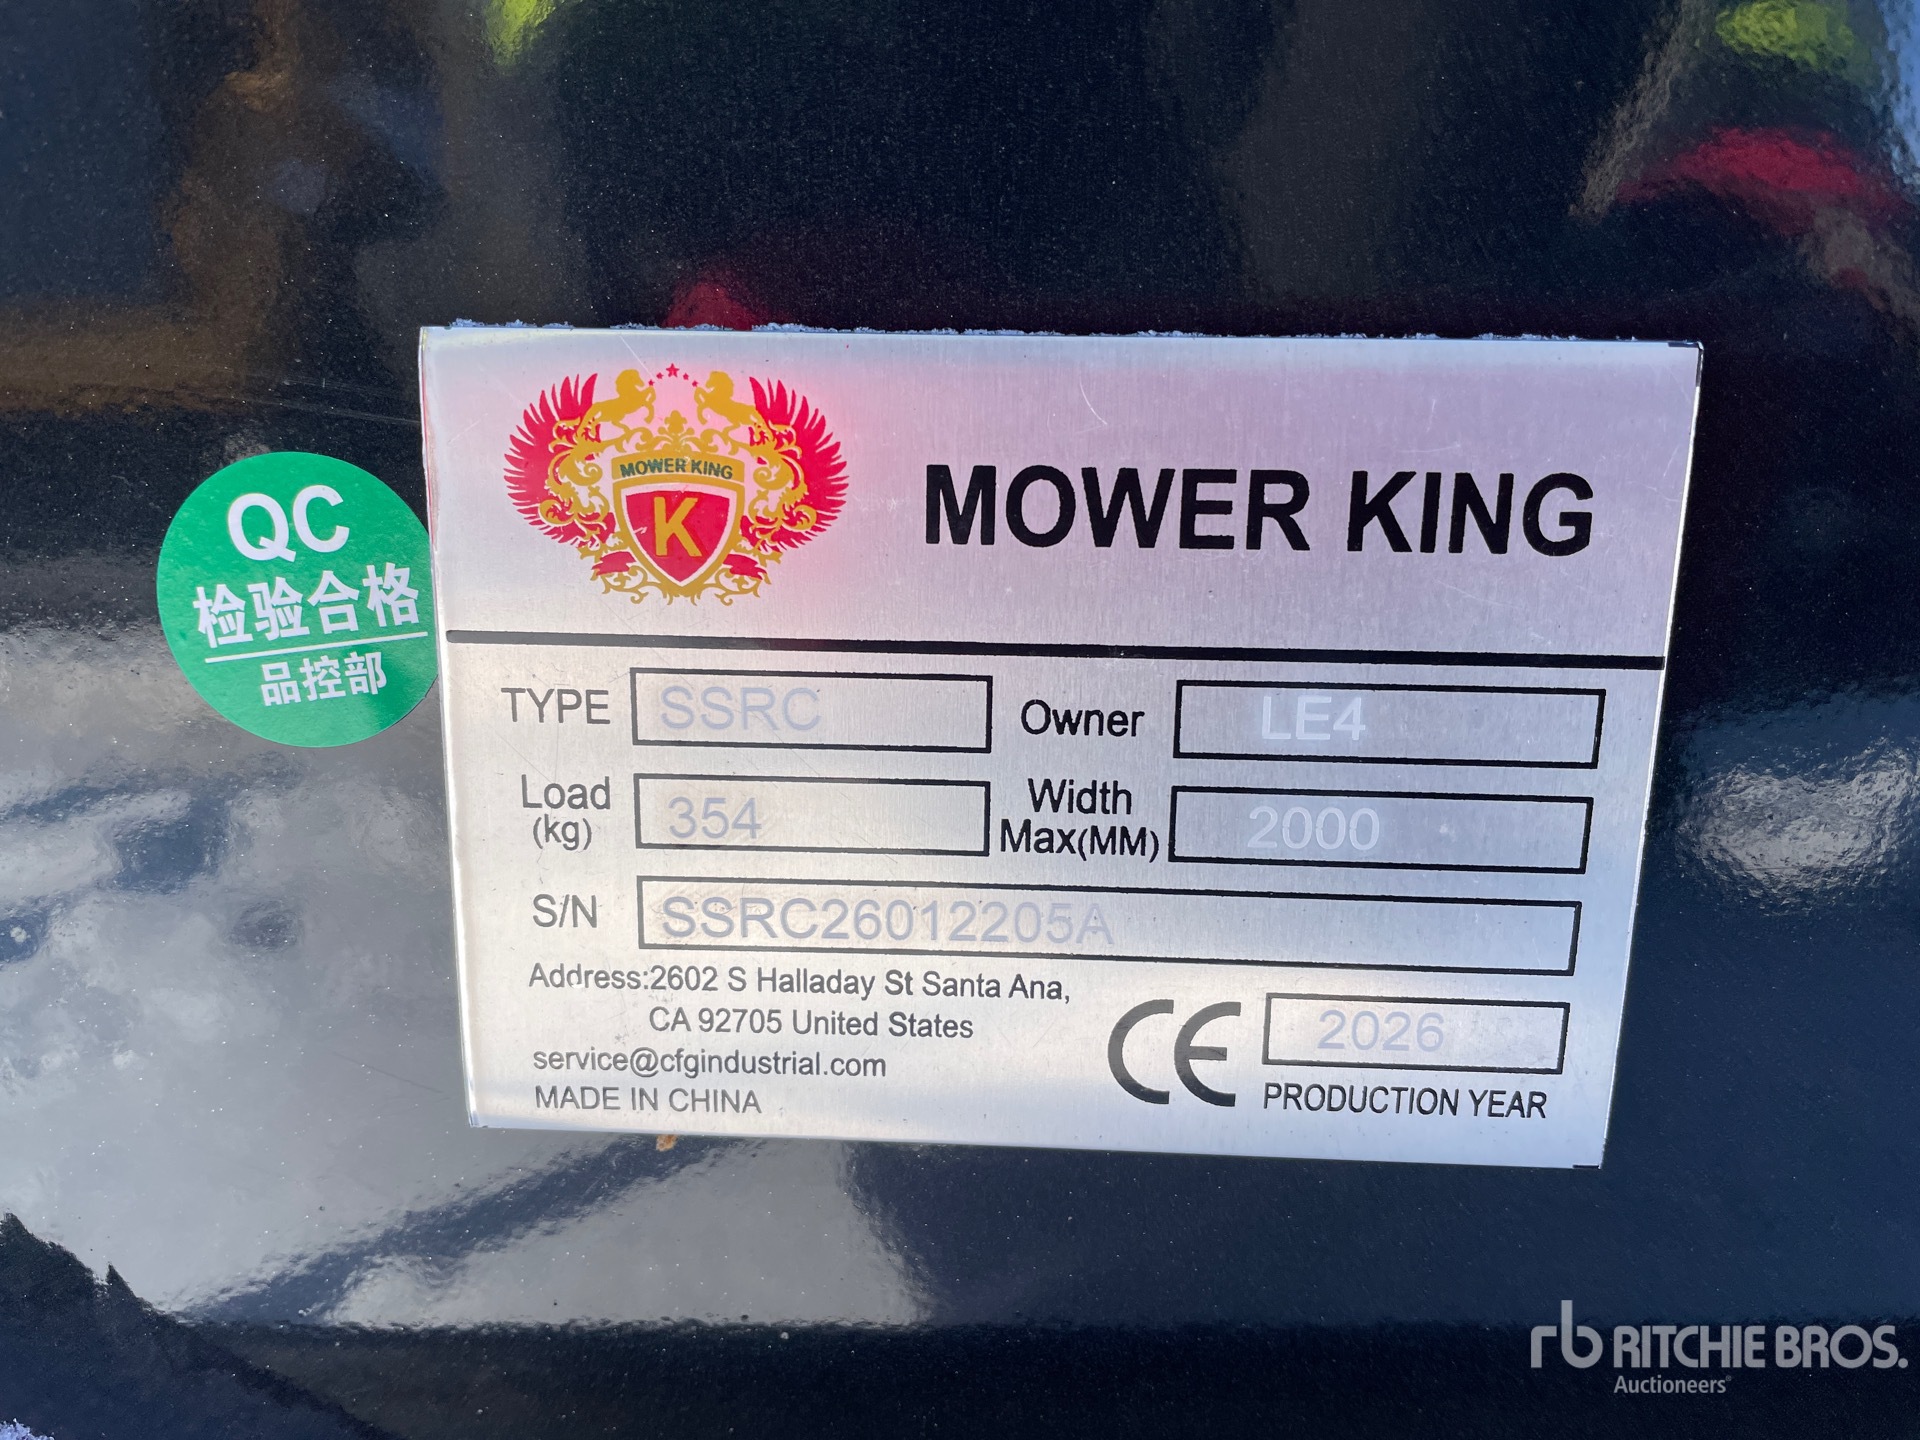 QC
检验合格
品控部
MOWER KING
K
MOWER KING
TYPE SSRC Owner LE4
Load (kg) 354 Width Max(MM) 2000
S/N SSRC26012205A
Address:2602 S Halladay St Santa Ana,
CA 92705 United States
service@cfgindustrial.com
MADE IN CHINA
CE 2026
PRODUCTION YEAR
rb RITCHIE BROS.
Auctioneers®